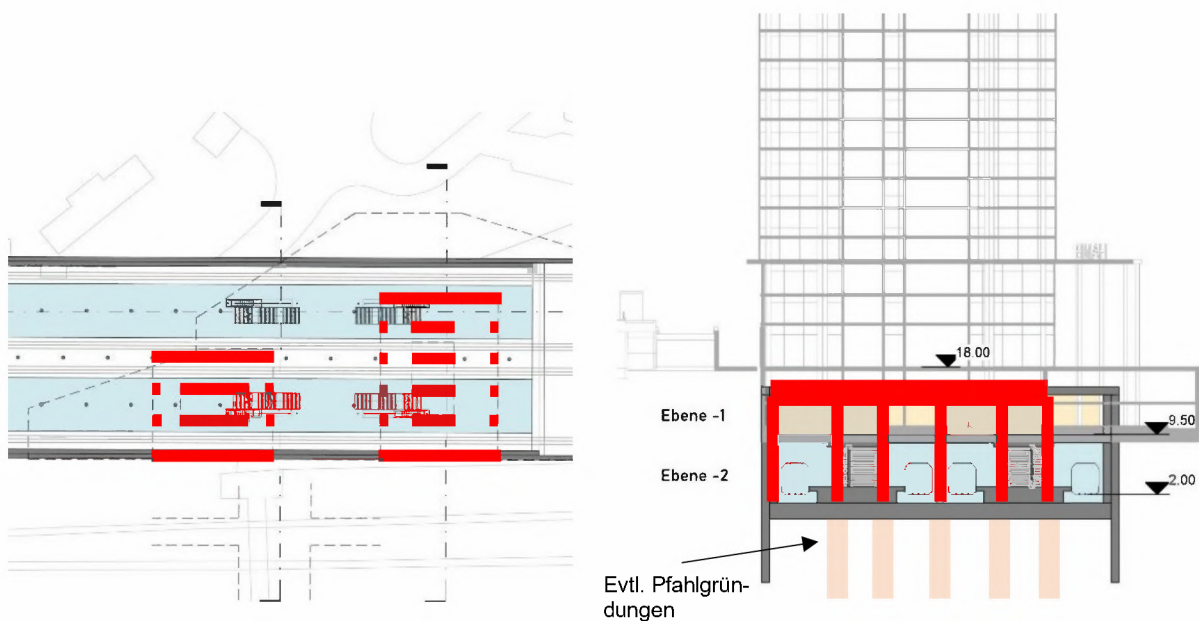 18.00
Ebene -1
9.50
Ebene -2
2.00
Evtl. Pfahlgrün-
dungen